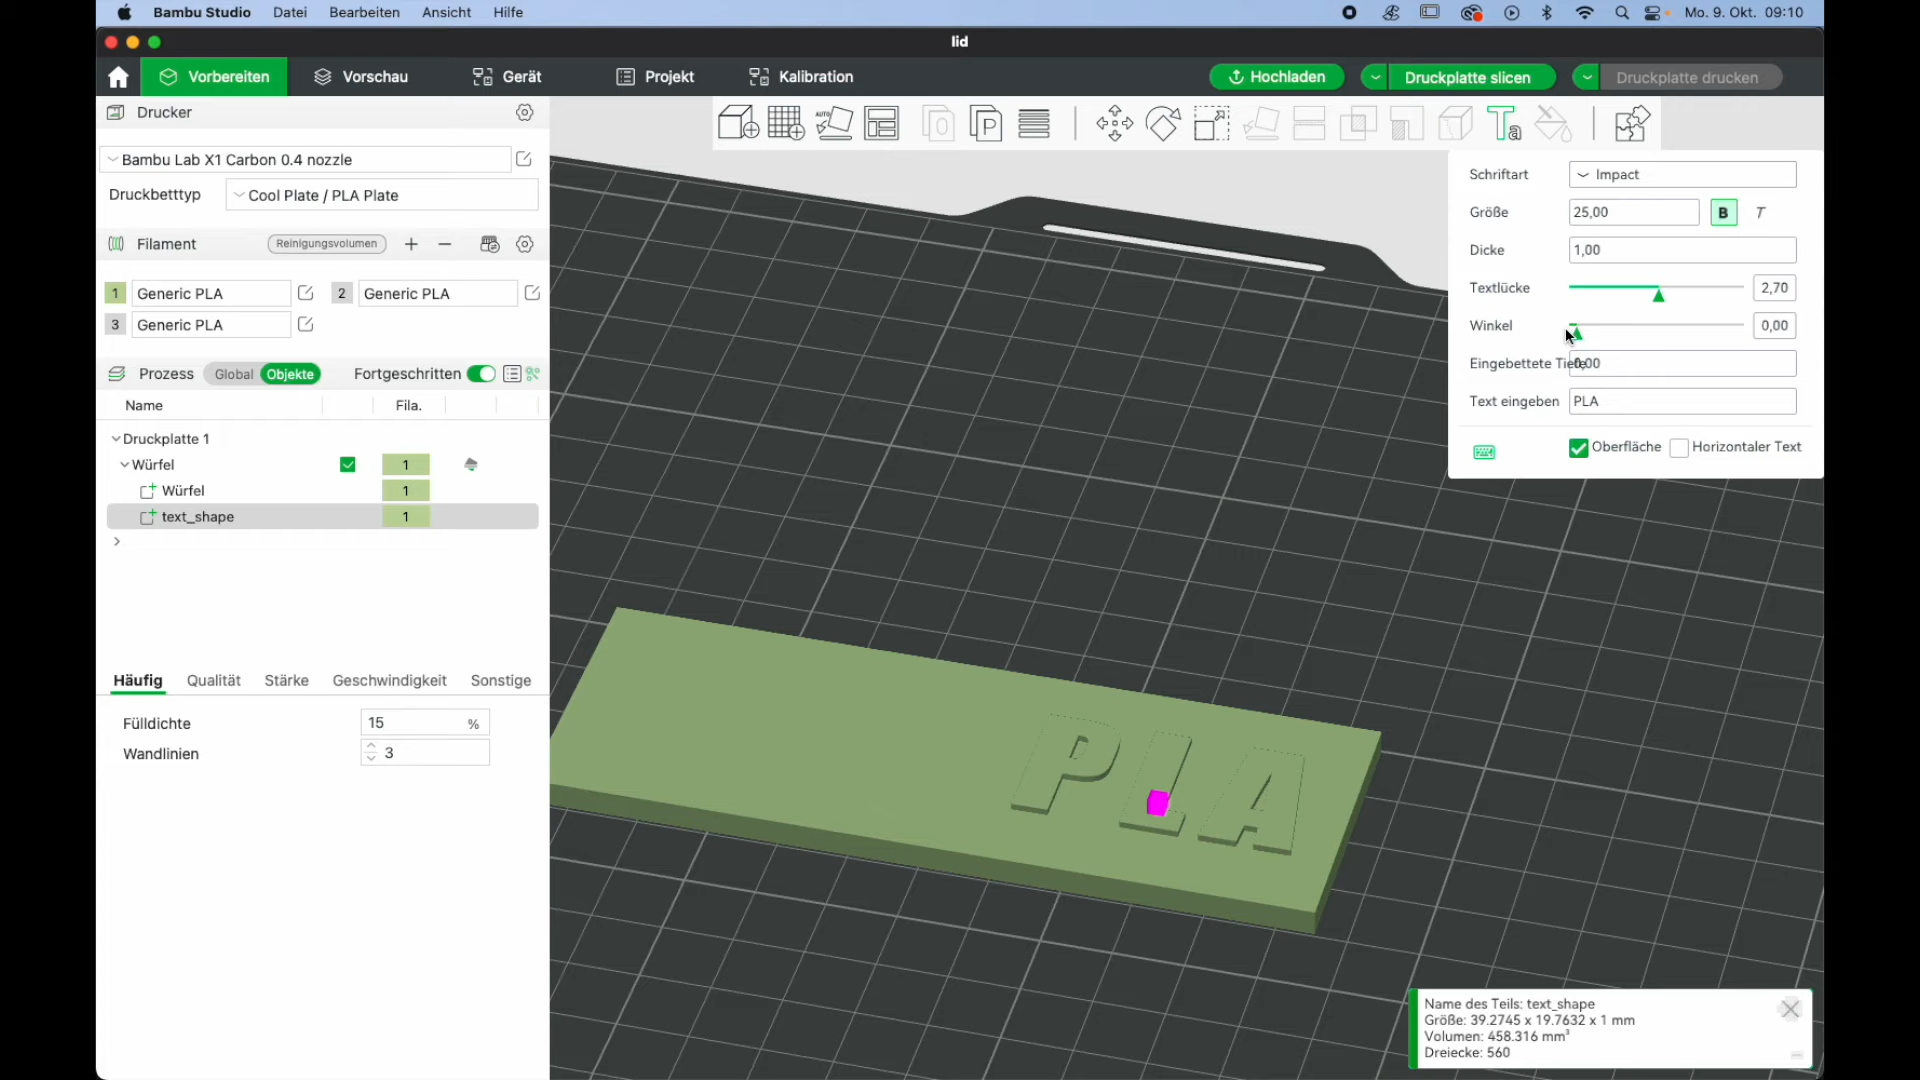 Bambu Studio Datei Bearbeiten Ansicht Hilfe Mo. 9. Okt. 09:10
lid
Vorbereiten Vorschau Gerät Projekt Kalibration Hochladen Druckplatte slicen Druckplatte drucken
Drucker
AUTO
Bambu Lab X1 Carbon 0.4 nozzle
Druckbetttyp Cool Plate / PLA Plate
Filament Reinigungsvolumen
1 Generic PLA 2 Generic PLA
3 Generic PLA
Prozess Global Objekte Fortgeschritten
Name Fila.
Druckplatte 1
Würfel 1
Würfel 1
text_shape 1
Häufig Qualität Stärke Geschwindigkeit Sonstige
Fülldichte 15 %
Wandlinien 3
Schriftart Impact
Größe 25,00 B T
Dicke 1,00
Textlücke 2,70
Winkel 0,00
Eingebettete Tiefe 0,00
Text eingeben PLA
Oberfläche Horizontaler Text
PLA
Name des Teils: text_shape
Größe: 39.2745 x 19.7632 x 1 mm
Volumen: 458.316 mm³
Dreiecke: 560